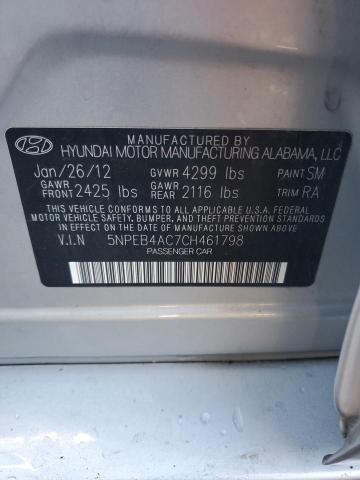 MANUFACTURED BY
HYUNDAI MOTOR MANUFACTURING ALABAMA, LLC
Jan/26/12 GVWR 4299 lbs PAINT SM
GAWR FRONT 2425 lbs GAWR REAR 2116 lbs TRIM RA
THIS VEHICLE CONFORMS TO ALL APPLICABLE U.S.A. FEDERAL
MOTOR VEHICLE SAFETY, BUMPER, AND THEFT PREVENTION
STANDARDS IN EFFECT ON THE DATE OF MANUFACTURE SHOWN ABOVE.
V.I.N 5NPEB4AC7CH461798
PASSENGER CAR